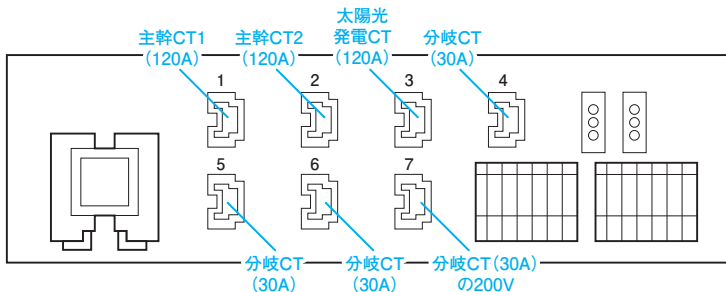 主幹CT1
(120A)
主幹CT2
(120A)
太陽光
発電CT
(120A)
分岐CT
(30A)
1
2
3
4
5
6
7
分岐CT
(30A)
分岐CT
(30A)
分岐CT(30A)
の200V